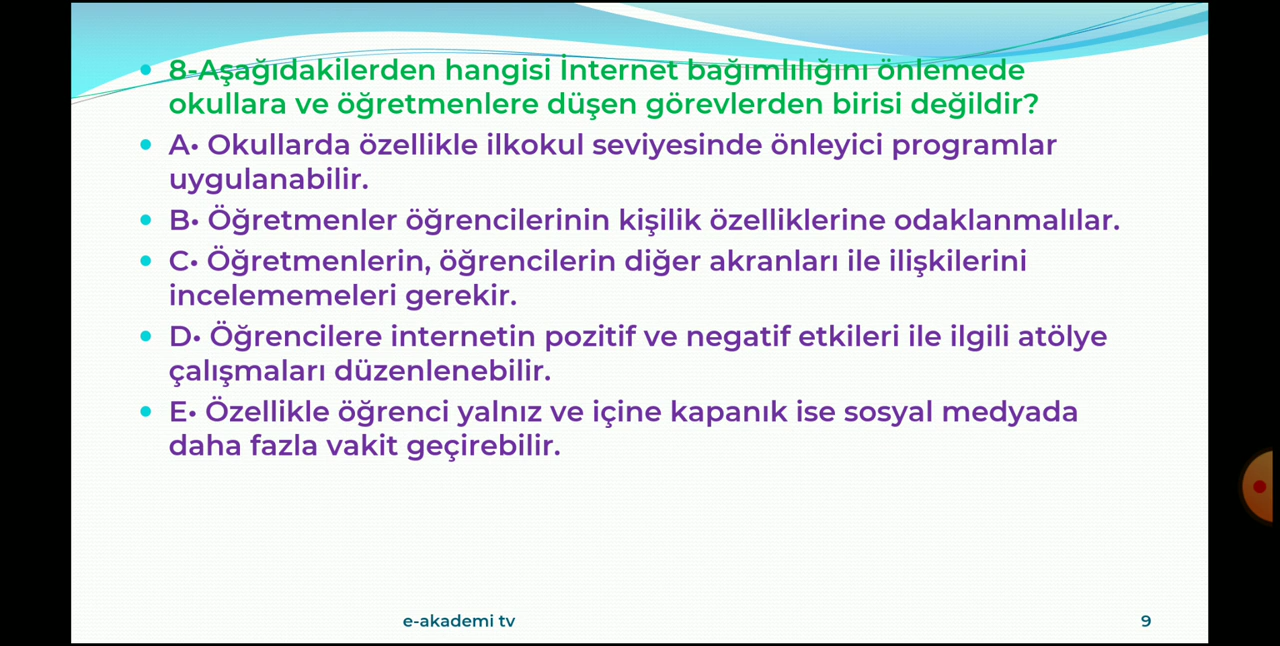 8-Aşağıdakilerden hangisi İnternet bağımlılığını önlemede
okullara ve öğretmenlere düşen görevlerden birisi değildir?
A• Okullarda özellikle ilkokul seviyesinde önleyici programlar
uygulanabilir.
B• Öğretmenler öğrencilerinin kişilik özelliklerine odaklanmalılar.
C• Öğretmenlerin, öğrencilerin diğer akranları ile ilişkilerini
incelememeleri gerekir.
D• Öğrencilere internetin pozitif ve negatif etkileri ile ilgili atölye
çalışmaları düzenlenebilir.
E• Özellikle öğrenci yalnız ve içine kapanık ise sosyal medyada
daha fazla vakit geçirebilir.
e-akademi tv
9